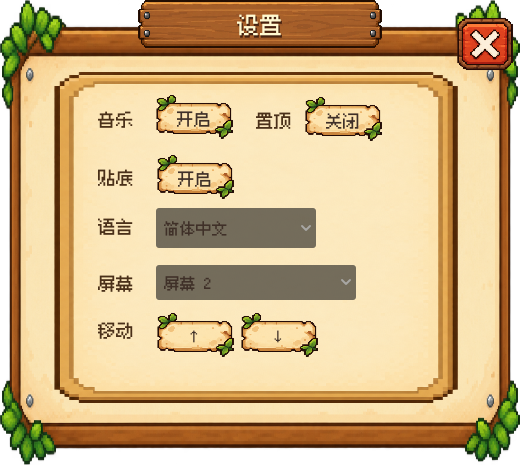 设置
音乐 开启 置顶 关闭
贴底 开启
语言 简体中文
屏幕 屏幕 2
移动 ↑ ↓